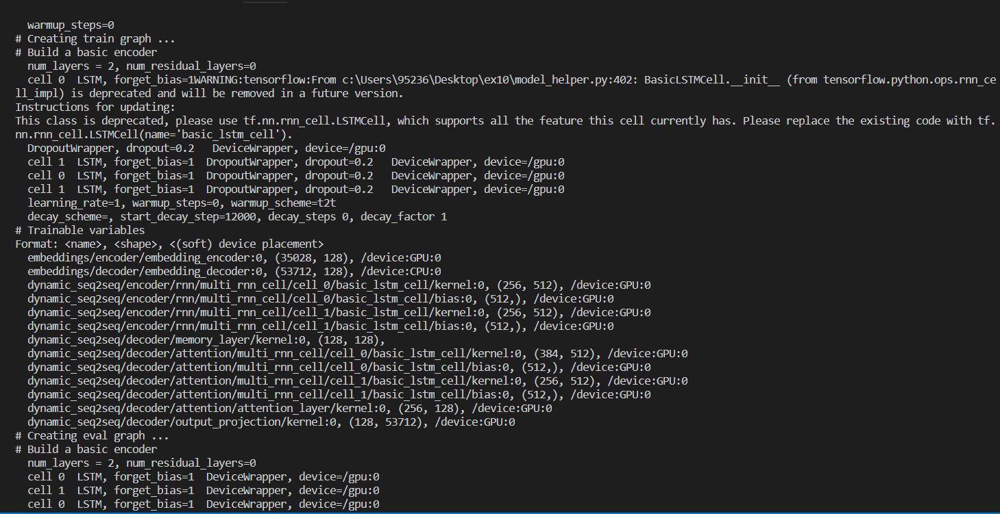 warmup_steps=0
# Creating train graph ...
# Build a basic encoder
  num_layers = 2, num_residual_layers=0
  cell 0  LSTM, forget_bias=1WARNING:tensorflow:From c:\Users\95236\Desktop\ex10\model_helper.py:402: BasicLSTMCell.__init__ (from tensorflow.python.ops.rnn_ce
ll_impl) is deprecated and will be removed in a future version.
Instructions for updating:
This class is deprecated, please use tf.nn.rnn_cell.LSTMCell, which supports all the feature this cell currently has. Please replace the existing code with tf.
nn.rnn_cell.LSTMCell(name='basic_lstm_cell').
  DropoutWrapper, dropout=0.2   DeviceWrapper, device=/gpu:0
  cell 1  LSTM, forget_bias=1  DropoutWrapper, dropout=0.2   DeviceWrapper, device=/gpu:0
  cell 0  LSTM, forget_bias=1  DropoutWrapper, dropout=0.2   DeviceWrapper, device=/gpu:0
  cell 1  LSTM, forget_bias=1  DropoutWrapper, dropout=0.2   DeviceWrapper, device=/gpu:0
  learning_rate=1, warmup_steps=0, warmup_scheme=t2t
  decay_scheme=, start_decay_step=12000, decay_steps 0, decay_factor 1
# Trainable variables
Format: <name>, <shape>, <(soft) device placement>
  embeddings/encoder/embedding_encoder:0, (35028, 128), /device:GPU:0
  embeddings/decoder/embedding_decoder:0, (53712, 128), /device:CPU:0
  dynamic_seq2seq/encoder/rnn/multi_rnn_cell/cell_0/basic_lstm_cell/kernel:0, (256, 512), /device:GPU:0
  dynamic_seq2seq/encoder/rnn/multi_rnn_cell/cell_0/basic_lstm_cell/bias:0, (512,), /device:GPU:0
  dynamic_seq2seq/encoder/rnn/multi_rnn_cell/cell_1/basic_lstm_cell/kernel:0, (256, 512), /device:GPU:0
  dynamic_seq2seq/encoder/rnn/multi_rnn_cell/cell_1/basic_lstm_cell/bias:0, (512,), /device:GPU:0
  dynamic_seq2seq/decoder/memory_layer/kernel:0, (128, 128),
  dynamic_seq2seq/decoder/attention/multi_rnn_cell/cell_0/basic_lstm_cell/kernel:0, (384, 512), /device:GPU:0
  dynamic_seq2seq/decoder/attention/multi_rnn_cell/cell_0/basic_lstm_cell/bias:0, (512,), /device:GPU:0
  dynamic_seq2seq/decoder/attention/multi_rnn_cell/cell_1/basic_lstm_cell/kernel:0, (256, 512), /device:GPU:0
  dynamic_seq2seq/decoder/attention/multi_rnn_cell/cell_1/basic_lstm_cell/bias:0, (512,), /device:GPU:0
  dynamic_seq2seq/decoder/attention/attention_layer/kernel:0, (256, 128), /device:GPU:0
  dynamic_seq2seq/decoder/output_projection/kernel:0, (128, 53712), /device:GPU:0
# Creating eval graph ...
# Build a basic encoder
  num_layers = 2, num_residual_layers=0
  cell 0  LSTM, forget_bias=1  DeviceWrapper, device=/gpu:0
  cell 1  LSTM, forget_bias=1  DeviceWrapper, device=/gpu:0
  cell 0  LSTM, forget_bias=1  DeviceWrapper, device=/gpu:0